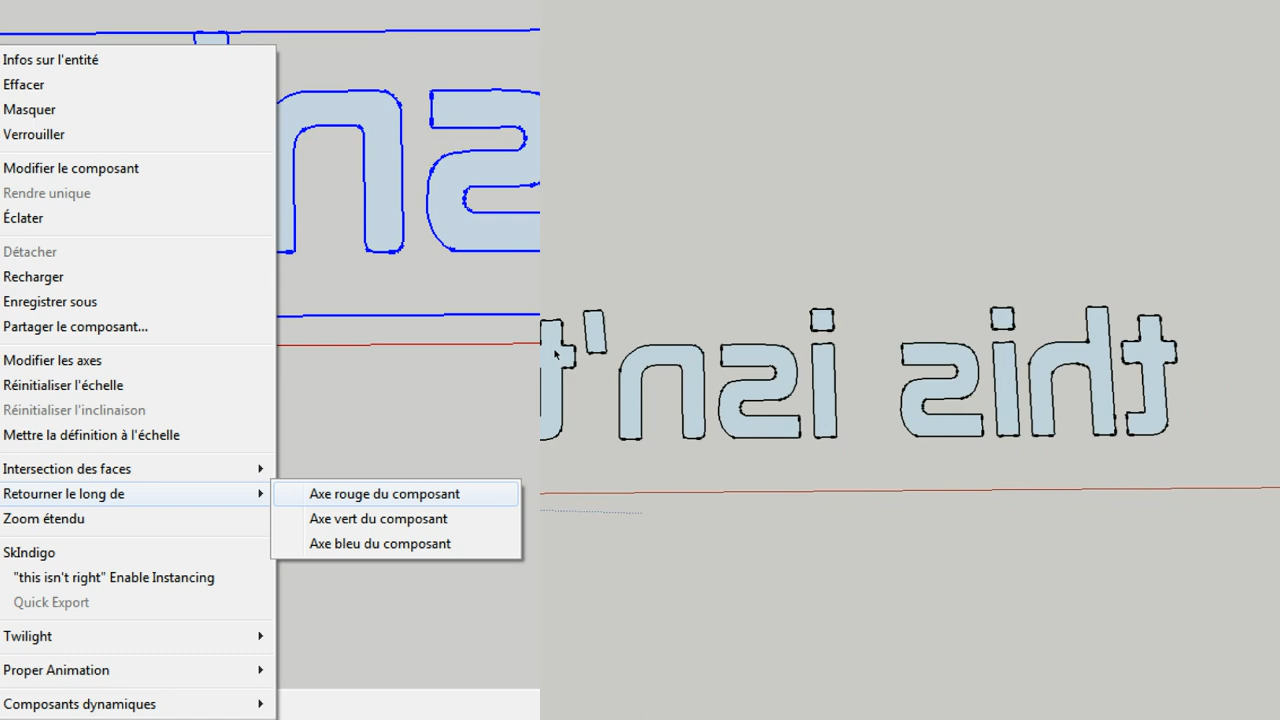 Infos sur l'entité
Effacer
Masquer
Verrouiller
Modifier le composant
Rendre unique
Éclater
Détacher
Recharger
Enregistrer sous
Partager le composant...
Modifier les axes
Réinitialiser l'échelle
Réinitialiser l'inclinaison
Mettre la définition à l'échelle
Intersection des faces
Retourner le long de
Zoom étendu
SkIndigo
"this isn't right" Enable Instancing
Quick Export
Twilight
Proper Animation
Composants dynamiques
Axe rouge du composant
Axe vert du composant
Axe bleu du composant
this isn't